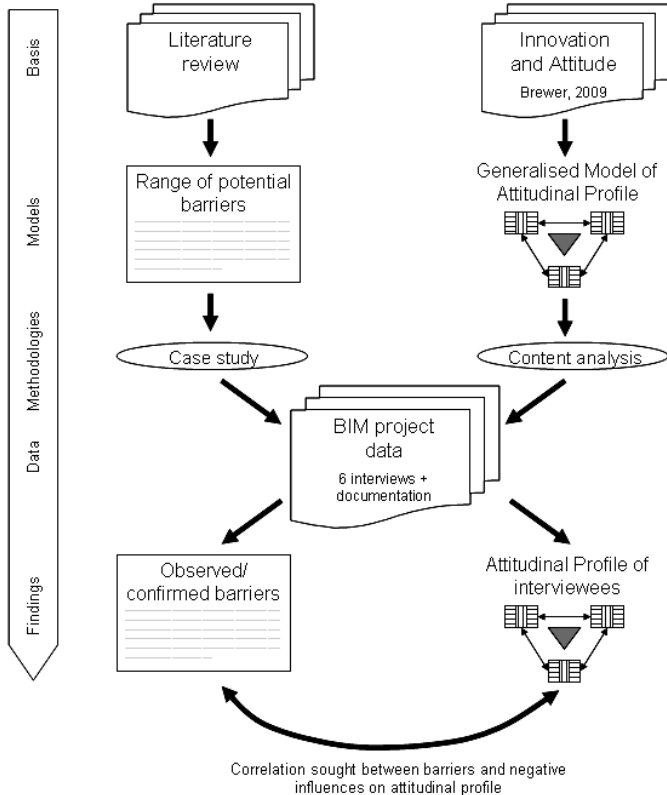 Basis
Models
Methodologies
Data
Findings
Literature
review
Innovation
and Attitude
Brewer, 2009
Range of potential
barriers
Generalised Model of
Attitudinal Profile
Case study
Content analysis
BIM project
data
6 interviews +
documentation
Observed/
confirmed barriers
Attitudinal Profile of
interviewees
Correlation sought between barriers and negative
influences on attitudinal profile